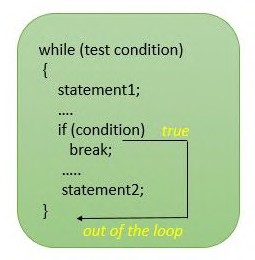 while (test condition)
{
statement1;
....
if (condition) true
break;
.....
statement2;
}
out of the loop